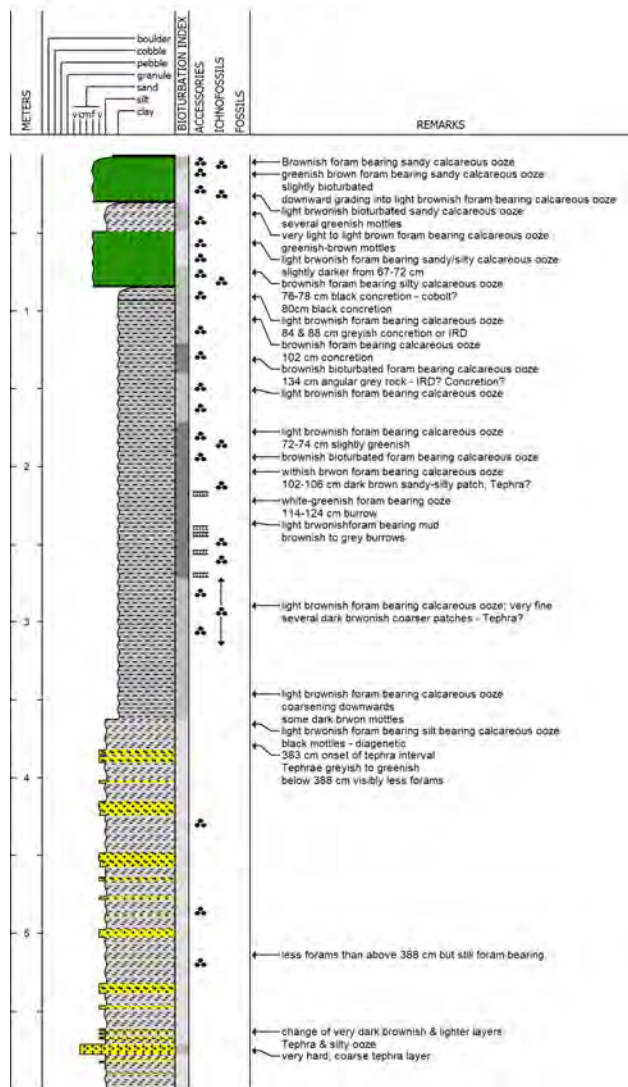 boulder
cobble
pebble
granule
sand
silt
clay
v c m f v
METERS
BIOTURBATION INDEX
ACCESSORIES
ICHNOFOSSILS
FOSSILS
REMARKS
Brownish foram bearing sandy calcareous ooze
greenish brown foram bearing sandy calcareous ooze
slightly bioturbated
downward grading into light brownish foram bearing calcareous ooze
light brwonish bioturbated sandy calcareous ooze
several greenish mottles
very light to light brown foram bearing calcareous ooze
greenish-brown mottles
light brwonish foram bearing sandy/silty calcareous ooze
slightly darker from 67-72 cm
brownish foram bearing silty calcareous ooze
76-78 cm black concretion - cobolt?
80cm black concretion
light brownish foram bearing calcareous ooze
84 & 88 cm greyish concretion or IRD
brownish foram bearing calcareous ooze
102 cm concretion
brownish bioturbated foram bearing calcareous ooze
134 cm angular grey rock - IRD? Concretion?
light brownish foram bearing calcareous ooze
light brownish foram bearing calcareous ooze
72-74 cm slightly greenish
brownish bioturbated foram bearing calcareous ooze
withish brwon foram bearing calcareous ooze
102-106 cm dark brown sandy-silty patch, Tephra?
white-greenish foram bearing ooze
114-124 cm burrow
light brwonishforam bearing mud
brownish to grey burrows
light brownish foram bearing calcareous ooze; very fine
several dark brwonish coarser patches - Tephra?
light brownish foram bearing calcareous ooze
coarsening downwards
some dark brwon mottles
light brwonish foram bearing silt bearing calcareous ooze
black mottles - diagenetic
383 cm onset of tephra interval
Tephrae greyish to greenish
below 388 cm visibly less forams
less forams than above 388 cm but still foram bearing
change of very dark brownish & lighter layers
Tephra & silty ooze
very hard, coarse tephra layer
1
2
3
4
5